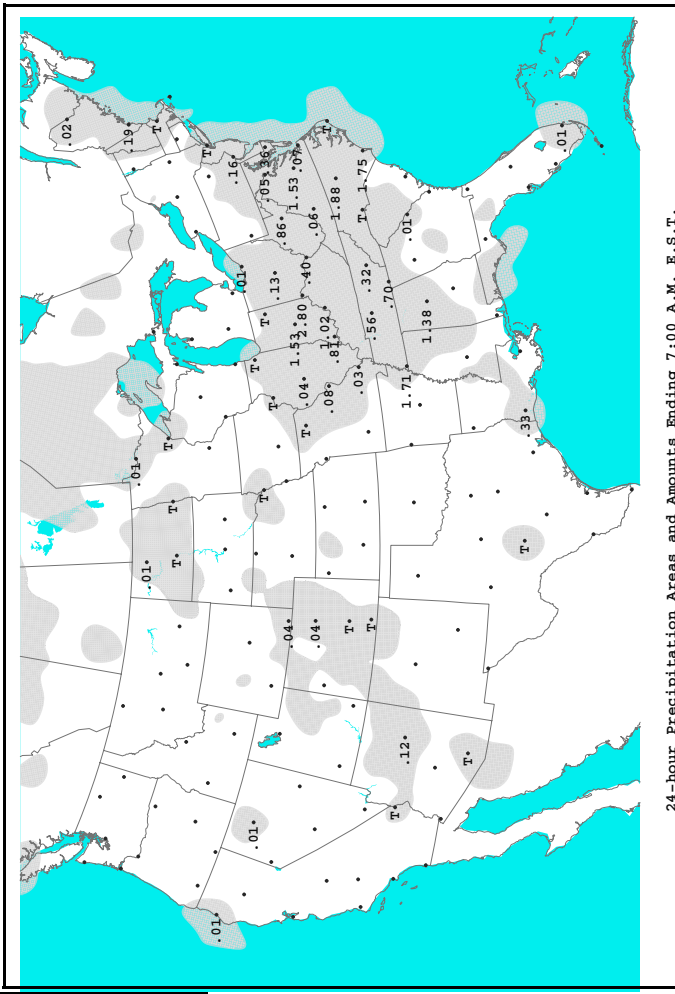 .02
.19
.01
.01
T
T
T
T
T
.01
.16
.01
.01
T
T
T
.05
.36
T
.13
.86
.04
1.53
1.53
.07
2.80
.04
T
.40
.06
.04
1.02
T
.08
.81
1.88
T
.03
T
1.75
.32
T
.56
.70
T
.12
1.71
.01
1.38
T
.33
T
.01
24-hour Precipitation Areas and Amounts Ending 7:00 A.M. E.S.T.